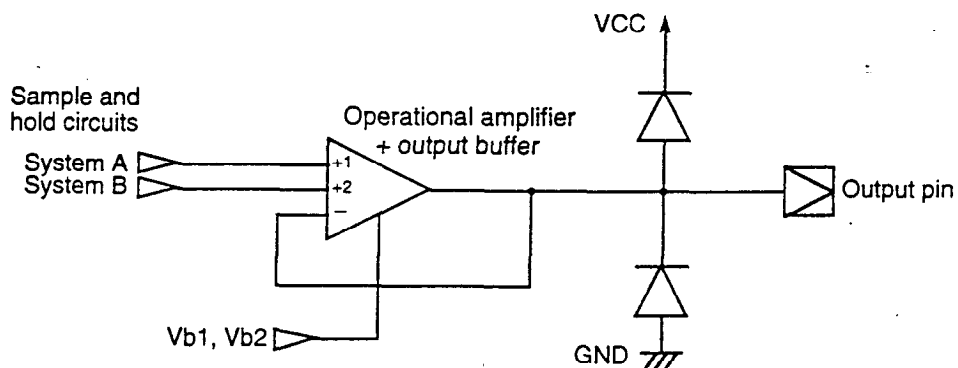 VCC
Sample and
hold circuits
Operational amplifier
+ output buffer
System A
+1
System B
+2
−
Output pin
Vb1, Vb2
GND